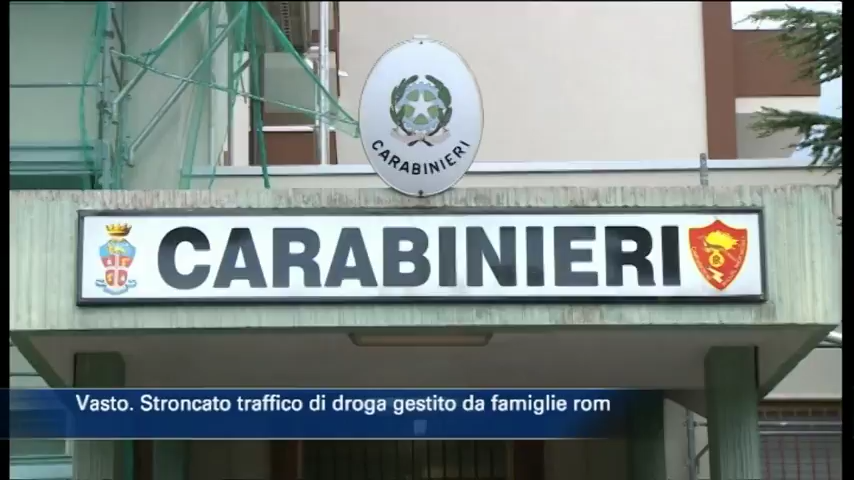 CARABINIERI
CARABINIERI
Vasto. Stroncato traffico di droga gestito da famiglie rom